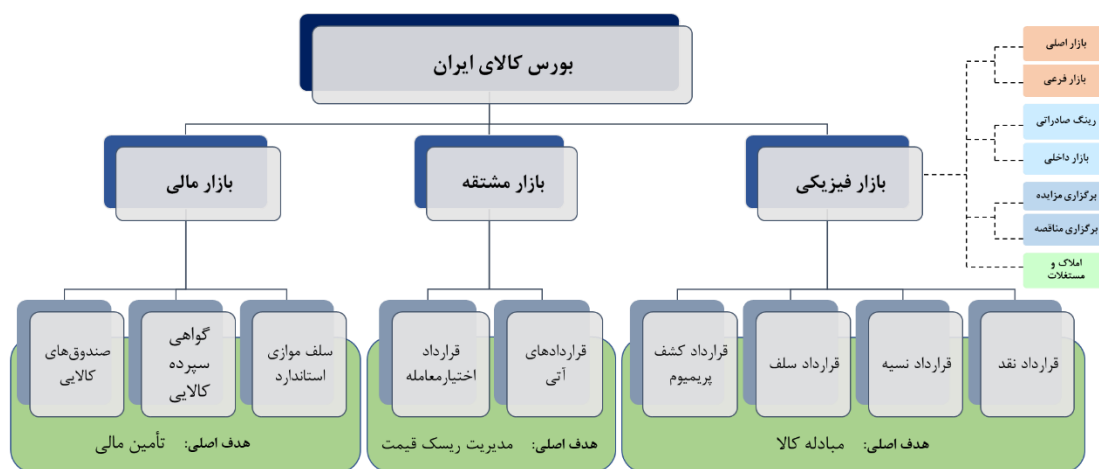 بورس کالای ایران
بازار فیزیکی
بازار مشتقه
بازار مالی
بازار اصلی
بازار فرعی
رینگ صادراتی
بازار داخلی
برگزاری مزایده
برگزاری مناقصه
املاک و
مستغلات
قرارداد نقد
قرارداد نسیه
قرارداد سلف
قرارداد کشف
پریمیوم
هدف اصلی: مبادله کالا
قراردادهای
آتی
قرارداد
اختیارمعامله
هدف اصلی: مدیریت ریسک قیمت
سلف موازی
استاندارد
گواهی
سپرده
کالایی
صندوق‌های
کالایی
هدف اصلی: تأمین مالی